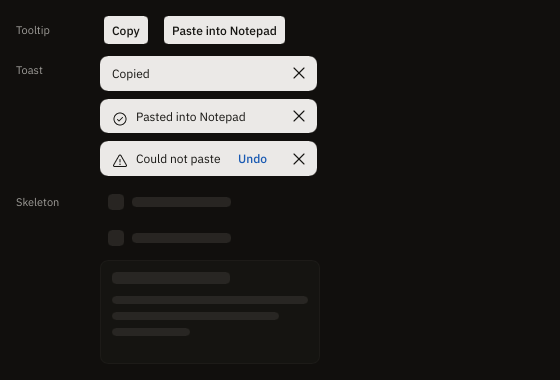 Tooltip
Copy
Paste into Notepad
Toast
Copied
Pasted into Notepad
Could not paste Undo
Skeleton